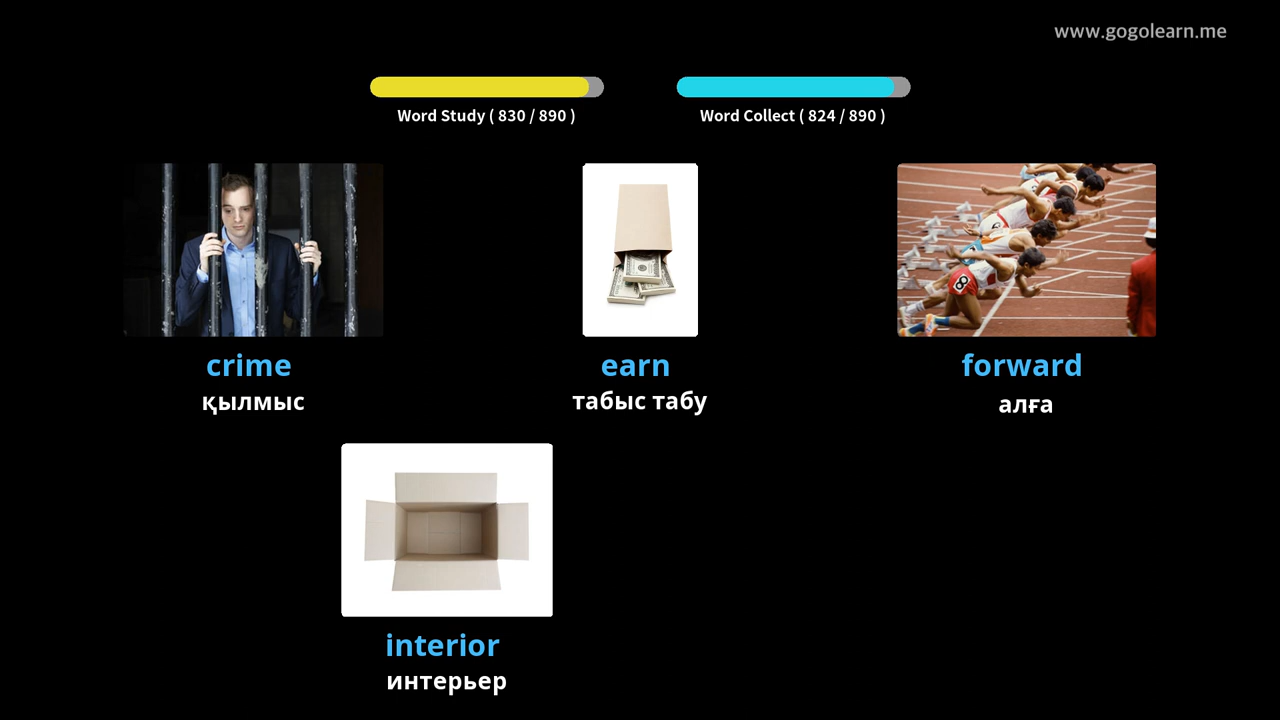 www.gogolearn.me
Word Study ( 830 / 890 )
Word Collect ( 824 / 890 )
crime
қылмыс
earn
табыс табу
forward
алға
interior
интерьер